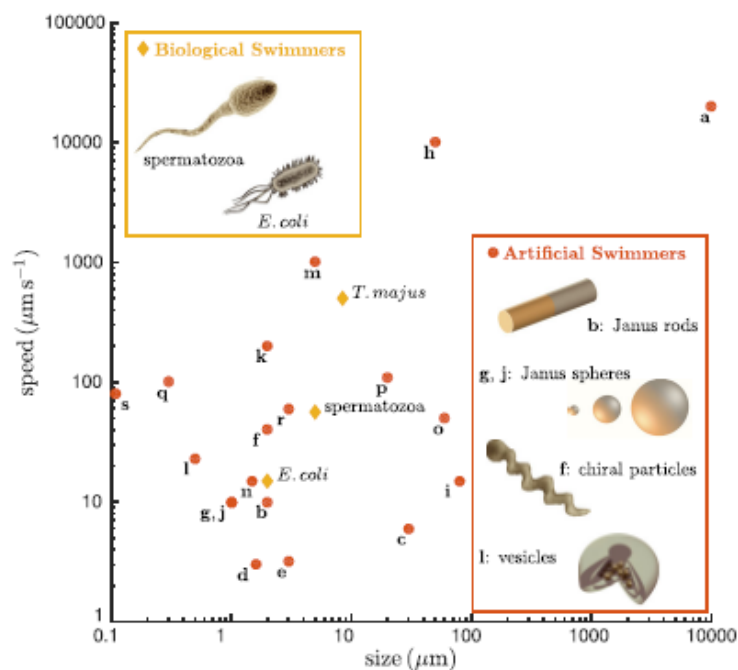 100000
10000
1000
100
10
1
speed (μm s⁻¹)
Biological Swimmers
spermatozoa
E. coli
a
h
m
T. majus
k
q
s
p
r
spermatozoa
f
o
l
n
E. coli
i
g, j
b
c
d
e
Artificial Swimmers
b: Janus rods
g, j: Janus spheres
f: chiral particles
l: vesicles
0.1
1
10
100
1000
10000
size (μm)